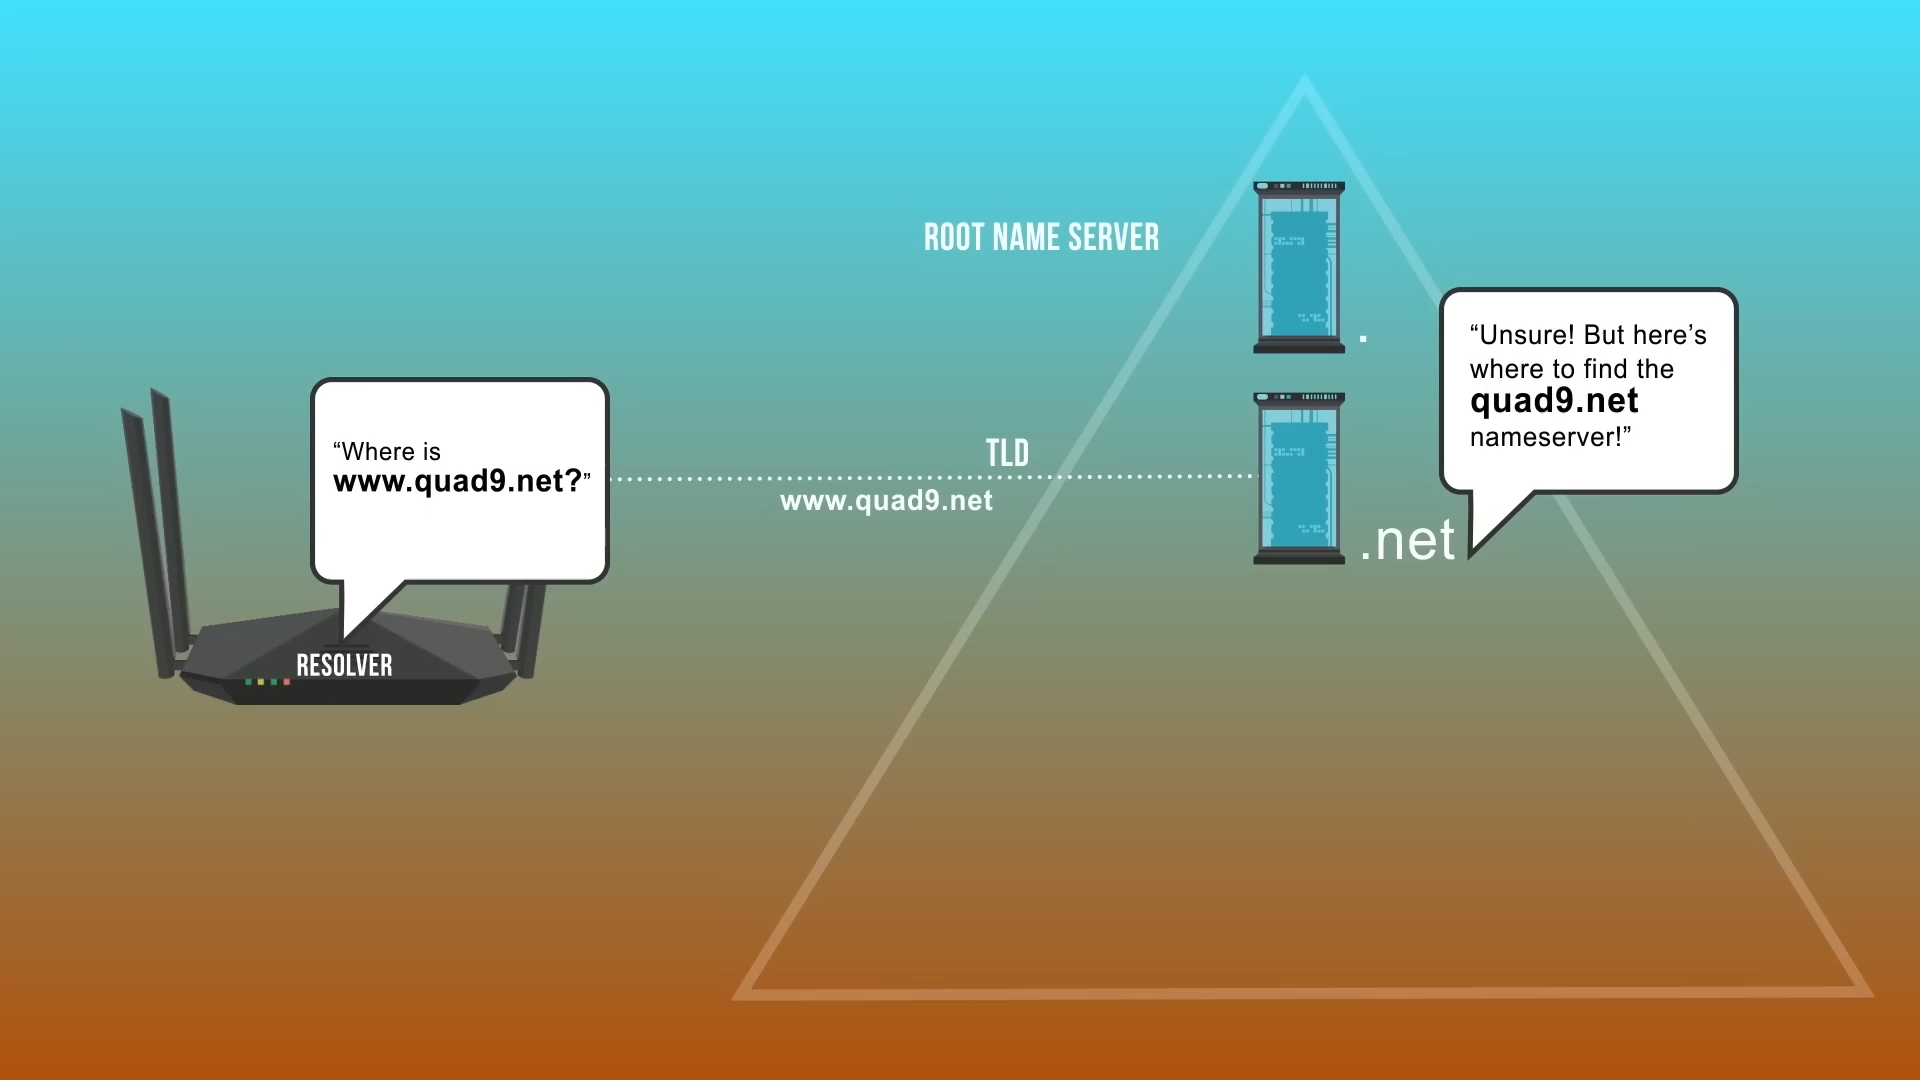 ROOT NAME SERVER
.
“Unsure! But here’s
where to find the
quad9.net
nameserver!”
“Where is
www.quad9.net?”
TLD
www.quad9.net
.net
RESOLVER